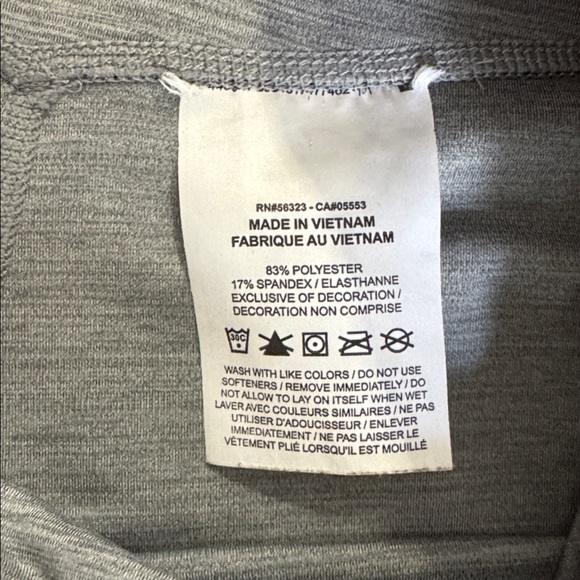 RN#56323 - CA#05553
MADE IN VIETNAM
FABRIQUE AU VIETNAM
83% POLYESTER
17% SPANDEX / ELASTHANNE
EXCLUSIVE OF DECORATION /
DECORATION NON COMPRISE
30C
WASH WITH LIKE COLORS / DO NOT USE
SOFTENERS / REMOVE IMMEDIATELY / DO
NOT ALLOW TO LAY ON ITSELF WHEN WET
LAVER AVEC COULEURS SIMILAIRES / NE PAS
UTILISER D'ADOUCISSEUR / ENLEVER
IMMEDIATEMENT / NE PAS LAISSER LE
VÊTEMENT PLIÉ LORSQU'IL EST MOUILLÉ